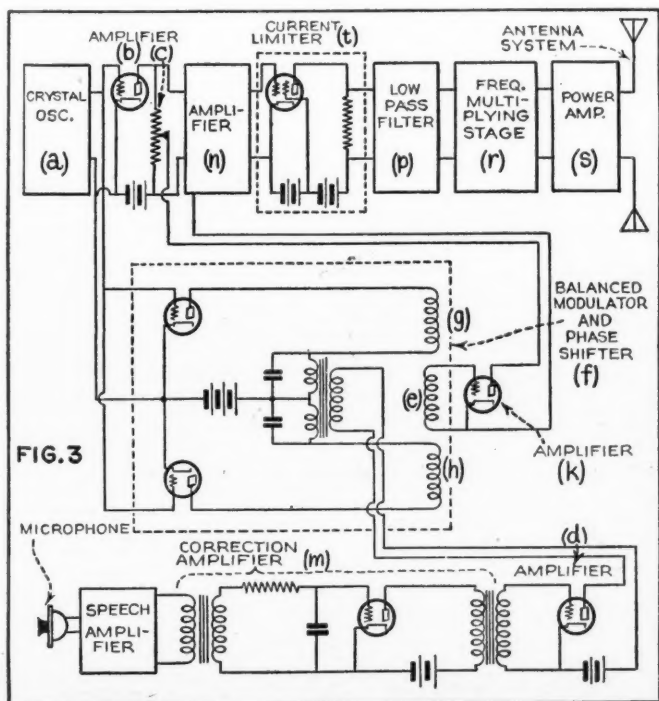 AMPLIFIER
(b)
(c)
CURRENT
LIMITER (t)
ANTENNA
SYSTEM
CRYSTAL
OSC.
(a)
AMPLI-
FIER
(n)
LOW
PASS
FILTER
(p)
FREQ.
MULTI-
PLYING
STAGE
(r)
POWER
AMP.
(s)
(g)
BALANCED
MODULATOR
AND
PHASE
SHIFTER
(f)
(e)
FIG.3
(h)
AMPLIFIER
(k)
MICROPHONE
CORRECTION
AMPLIFIER (m)
(d)
AMPLIFIER
SPEECH
AMPLI-
FIER